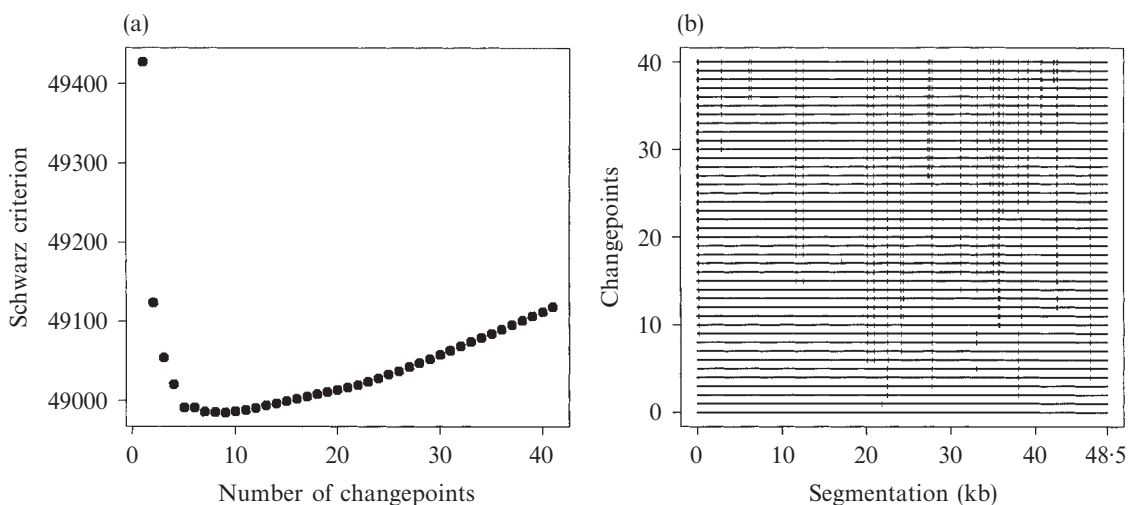 (a)
Schwarz criterion
49400
49300
49200
49100
49000
0 10 20 30 40
Number of changepoints
(b)
Changepoints
40
30
20
10
0
0 10 20 30 40 48·5
Segmentation (kb)